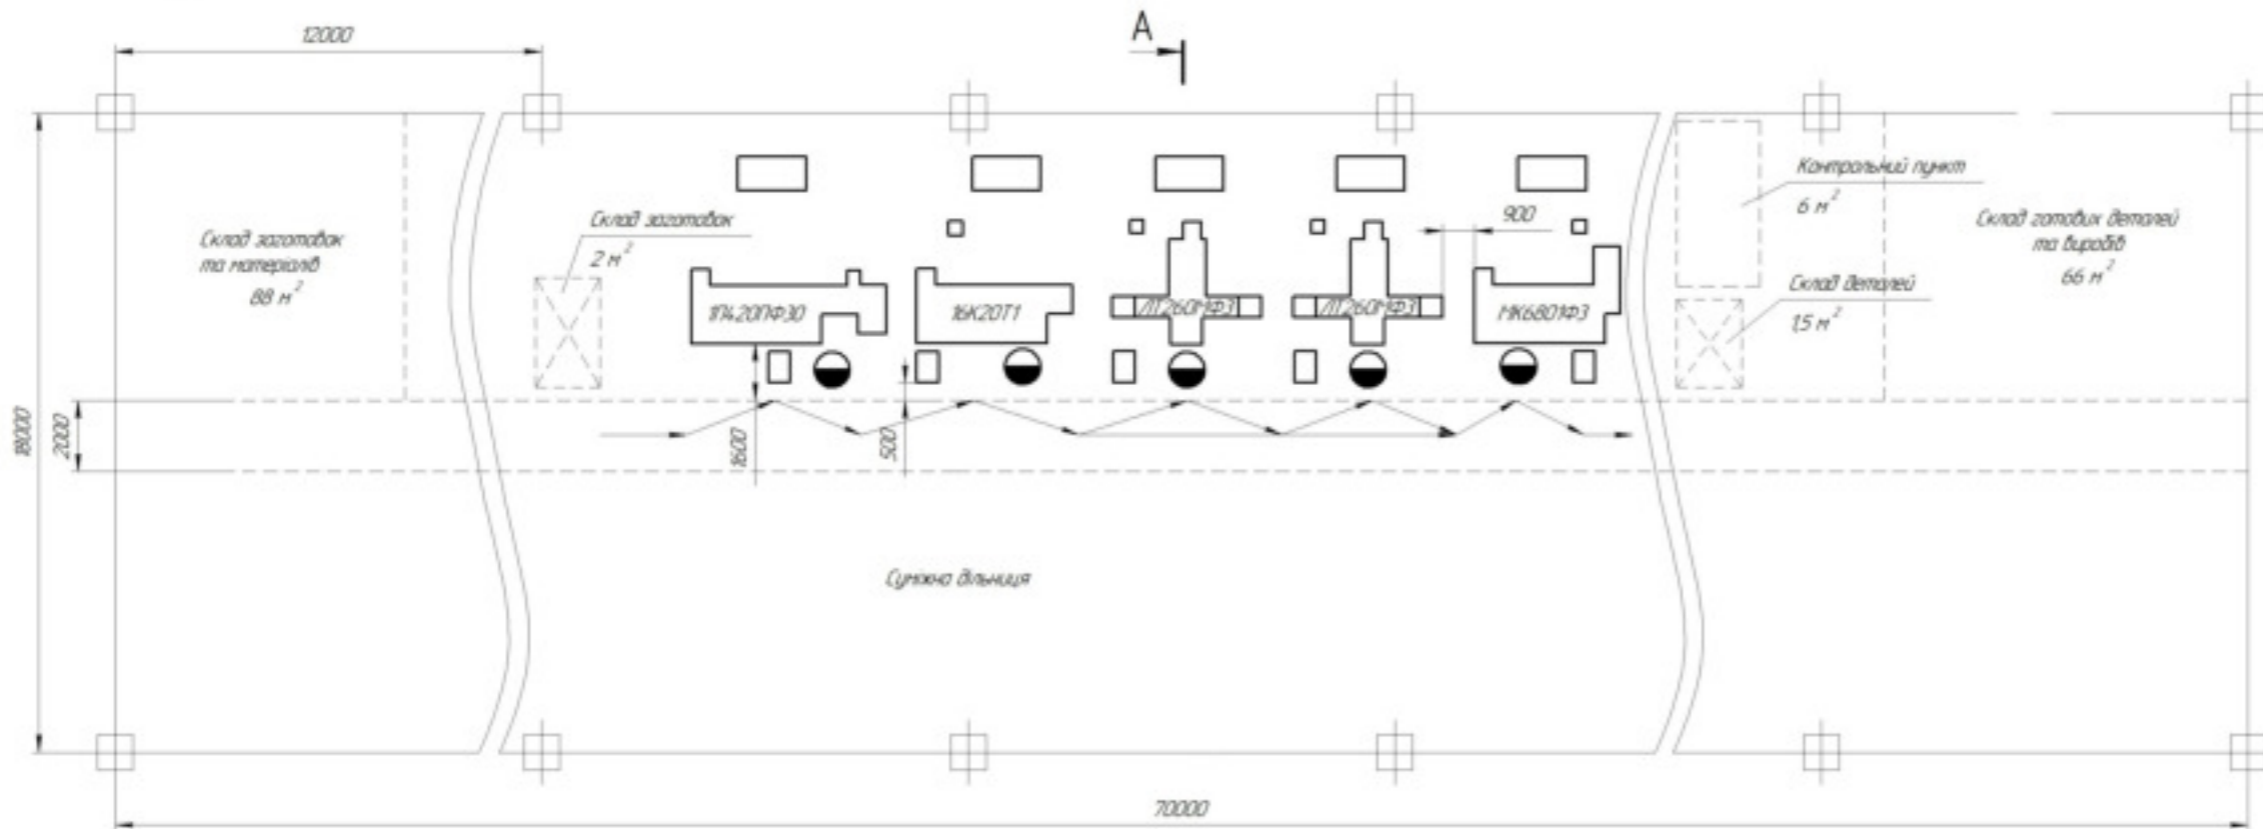 12000
А
Склад заготовок
та матеріалів
88 м²
Склад заготовок
2 м²
1П420ПФ30
16К20Т1
ЛТ260М1Ф3
ЛТ260М1Ф3
900
МК6801Ф3
Контрольний пункт
6 м²
Склад деталей
1,5 м²
Склад готових деталей
та виробів
66 м²
18000
2000
1600
500
Суміжна дільниця
70000